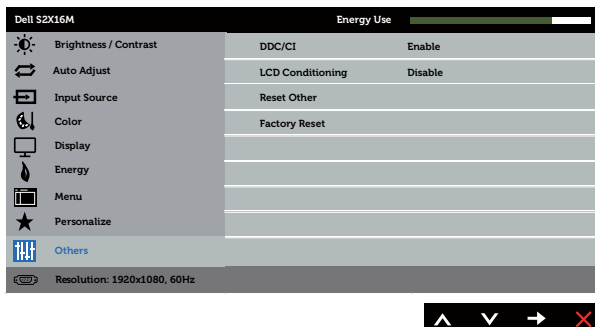 Dell S2X16M Energy Use
Brightness / Contrast DDC/CI Enable
Auto Adjust LCD Conditioning Disable
Input Source Reset Other
Color Factory Reset
Display
Energy
Menu
Personalize
Others
Resolution: 1920x1080, 60Hz